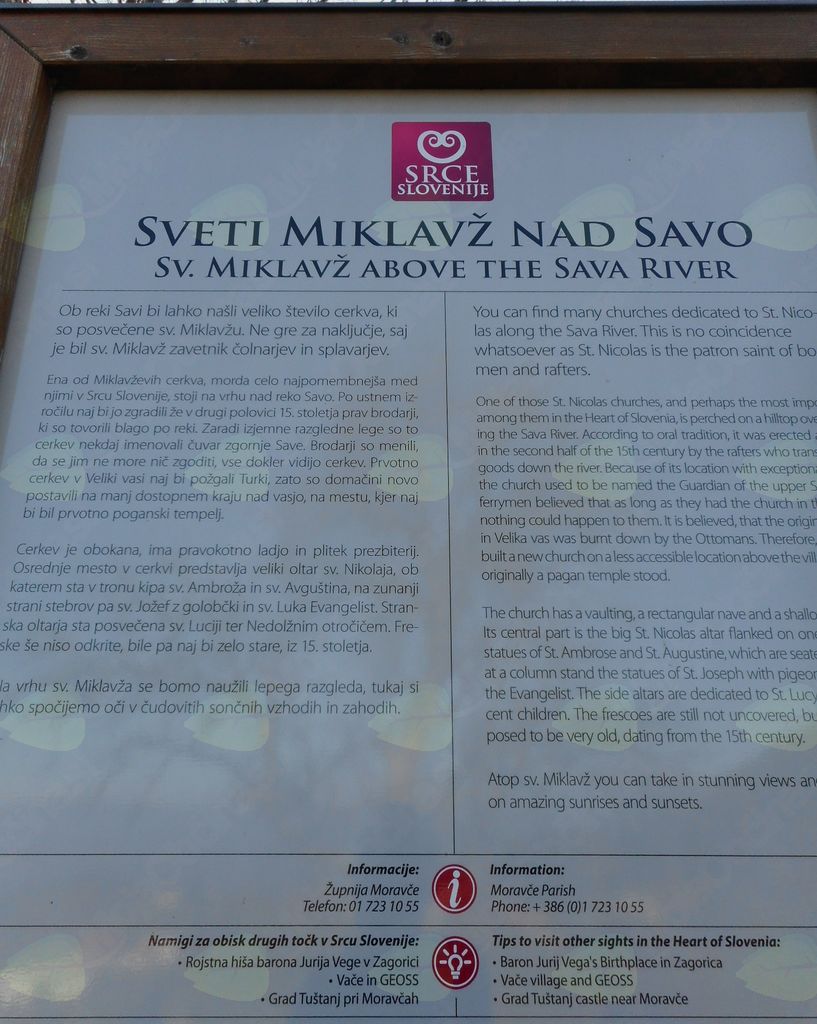 SRCE
SLOVENIJE
SVETI MIKLAVŽ NAD SAVO
SV. MIKLAVŽ ABOVE THE SAVA RIVER
Ob reki Savi bi lahko našli veliko število cerkva, ki
so posvečene sv. Miklavžu. Ne gre za naključje, saj
je bil sv. Miklavž zavetnik čolnarjev in splavarjev.
Ena od Miklavževih cerkva, morda celo najpomembnejša med
njimi v Srcu Slovenije, stoji na vrhu nad reko Savo. Po ustnem iz-
ročilu naj bi jo zgradili že v drugi polovici 15. stoletja prav brodarji,
ki so tovorili blago po reki. Zaradi izjemne razgledne lege so to
cerkev nekdaj imenovali čuvar zgornje Save. Brodarji so menili,
da se jim ne more nič zgoditi, vse dokler vidijo cerkev. Prvotno
cerkev v Veliki vasi naj bi požgali Turki, zato so domačini novo
postavili na manj dostopnem kraju nad vasjo, na mestu, kjer naj
bi bil prvotno poganski tempelj.
Cerkev je obokana, ima pravokotno ladjo in plitek prezbiterij.
Osrednje mesto v cerkvi predstavlja veliki oltar sv. Nikolaja, ob
katerem sta v tronu kipa sv. Ambroža in sv. Avguština, na zunanji
strani stebrov pa sv. Jožef z golobčki in sv. Luka Evangelist. Stran-
ska oltarja sta posvečena sv. Luciji ter Nedolžnim otročičem. Fre-
ske še niso odkrite, bile pa naj bi zelo stare, iz 15. stoletja.
la vrhu sv. Miklavža se bomo naužili lepega razgleda, tukaj si
hko spočijemo oči v čudovitih sončnih vzhodih in zahodih.
You can find many churches dedicated to St. Nico-
las along the Sava River. This is no coincidence
whatsoever as St. Nicolas is the patron saint of bo
men and rafters.
One of those St. Nicolas churches, and perhaps the most impo
among them in the Heart of Slovenia, is perched on a hilltop ove
ing the Sava River. According to oral tradition, it was erected
in the second half of the 15th century by the rafters who tran
goods down the river. Because of its location with exception
the church used to be named the Guardian of the upper S
ferrymen believed that as long as they had the church in
nothing could happen to them. It is believed, that the origin
in Velika vas was burnt down by the Ottomans. Therefore,
built a new church on a less accessible location above the vill
originally a pagan temple stood.
The church has a vaulting, a rectangular nave and a shallo
Its central part is the big St. Nicolas altar flanked on one
statues of St. Ambrose and St. Augustine, which are seate
at a column stand the statues of St. Joseph with pigeon
the Evangelist. The side altars are dedicated to St. Lucy
cent children. The frescoes are still not uncovered, bu
posed to be very old, dating from the 15th century.
Atop sv. Miklavž you can take in stunning views an
on amazing sunrises and sunsets.
Informacije:
Župnija Moravče
Telefon: 01 723 10 55
Information:
Moravče Parish
Phone: + 386 (0)1 723 10 55
Namigi za obisk drugih točk v Srcu Slovenije:
• Rojstna hiša barona Jurija Vege v Zagorici
• Vače in GEOSS
• Grad Tuštanj pri Moravčah
Tips to visit other sights in the Heart of Slovenia:
• Baron Jurij Vega's Birthplace in Zagorica
• Vače village and GEOSS
• Grad Tuštanj castle near Moravče